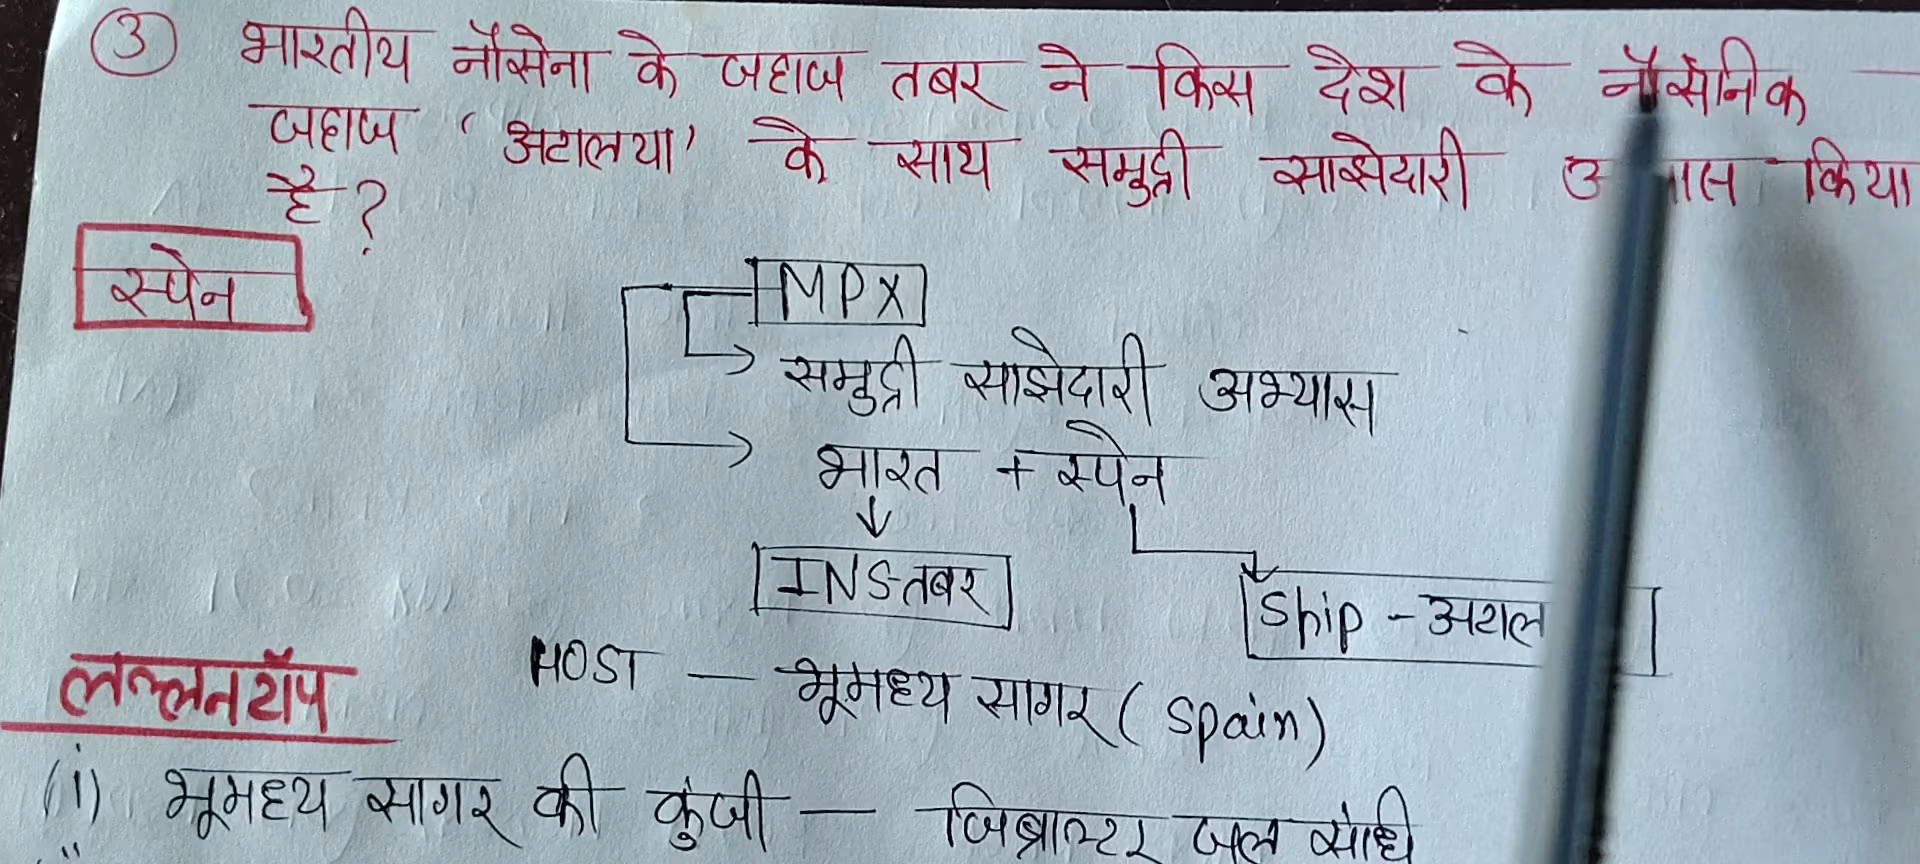 ③ भारतीय नौसेना के जहाज तबर ने किस देश के नौसैनिक
जहाज 'अटालया' के साथ समुद्री साझेदारी किया
है?
स्पेन
MPX
समुद्री साझेदारी अभ्यास
भारत + स्पेन
INS-तबर
Ship -
HOST — भूमध्य सागर (spain)
लल्लनटॉप
(i) भूमध्य सागर की कुंजी — जिब्राल्टर जल संधि